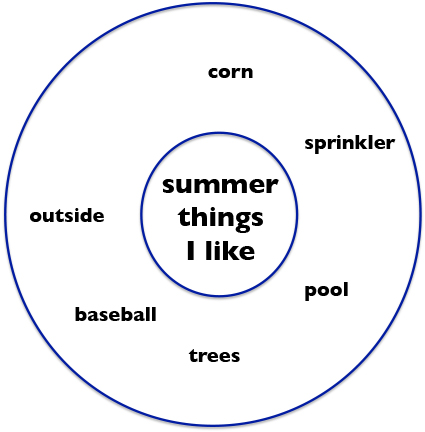 corn
sprinkler
summer
things
I like
outside
pool
baseball
trees